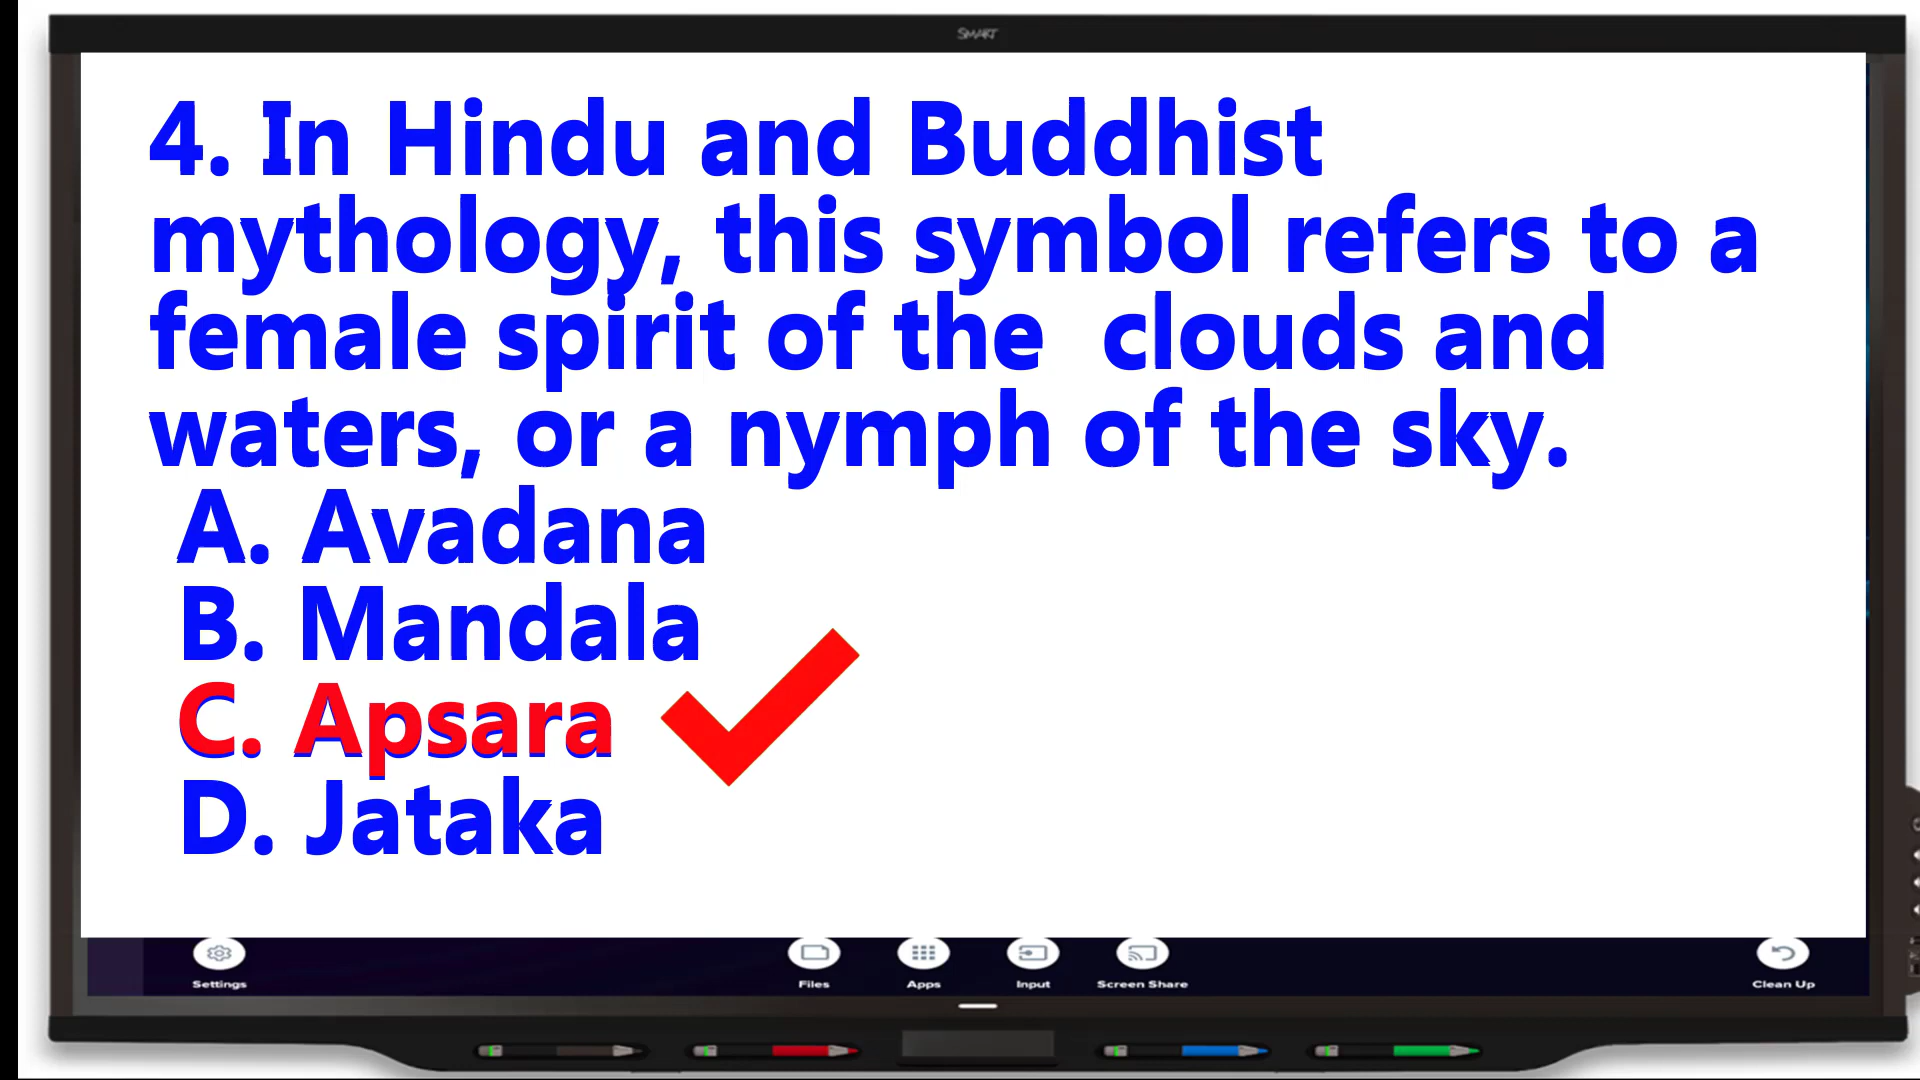 SMART
4. In Hindu and Buddhist
mythology, this symbol refers to a
female spirit of the clouds and
waters, or a nymph of the sky.
A. Avadana
B. Mandala
C. Apsara
D. Jataka
Settings
Files
Apps
Input
Screen Share
Clean Up